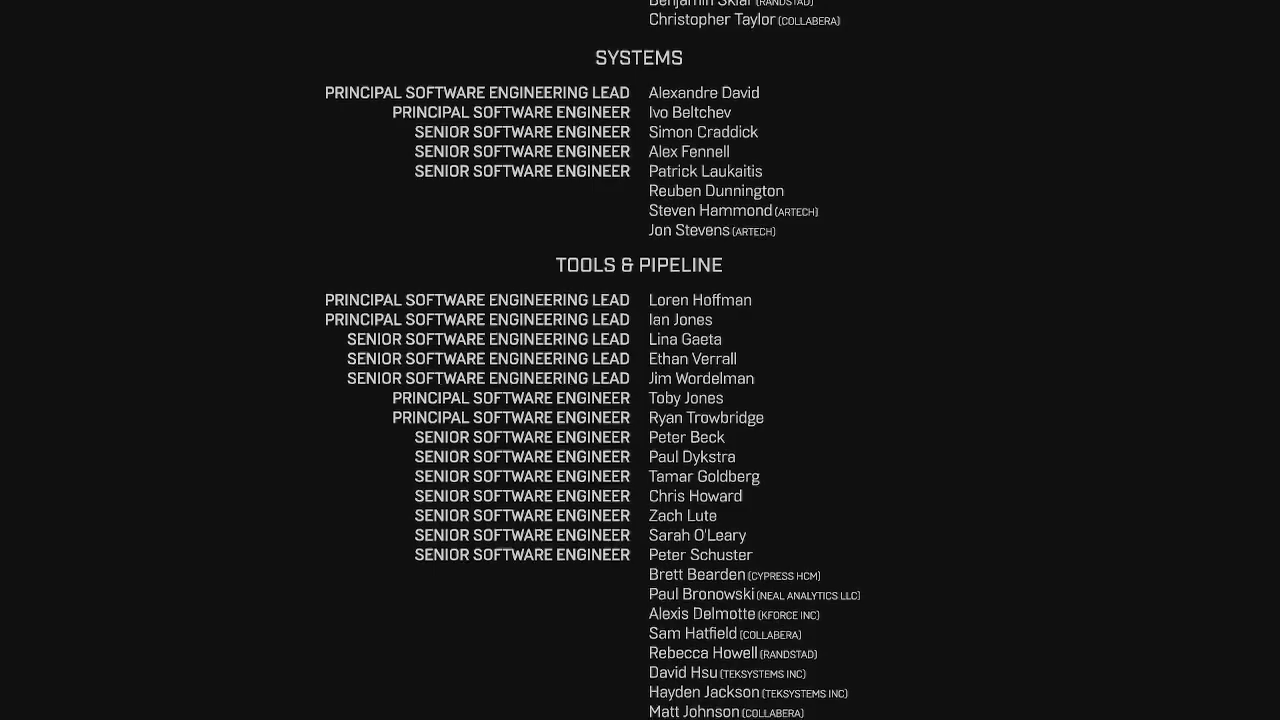 Benjamin Sklar (RANDSTAD)
Christopher Taylor (COLLABERA)
SYSTEMS
PRINCIPAL SOFTWARE ENGINEERING LEAD Alexandre David
PRINCIPAL SOFTWARE ENGINEER Ivo Beltchev
SENIOR SOFTWARE ENGINEER Simon Craddick
SENIOR SOFTWARE ENGINEER Alex Fennell
SENIOR SOFTWARE ENGINEER Patrick Laukaitis
Reuben Dunnington
Steven Hammond (ARTECH)
Jon Stevens (ARTECH)
TOOLS & PIPELINE
PRINCIPAL SOFTWARE ENGINEERING LEAD Loren Hoffman
PRINCIPAL SOFTWARE ENGINEERING LEAD Ian Jones
SENIOR SOFTWARE ENGINEERING LEAD Lina Gaeta
SENIOR SOFTWARE ENGINEERING LEAD Ethan Verrall
SENIOR SOFTWARE ENGINEERING LEAD Jim Wordelman
PRINCIPAL SOFTWARE ENGINEER Toby Jones
PRINCIPAL SOFTWARE ENGINEER Ryan Trowbridge
SENIOR SOFTWARE ENGINEER Peter Beck
SENIOR SOFTWARE ENGINEER Paul Dykstra
SENIOR SOFTWARE ENGINEER Tamar Goldberg
SENIOR SOFTWARE ENGINEER Chris Howard
SENIOR SOFTWARE ENGINEER Zach Lute
SENIOR SOFTWARE ENGINEER Sarah O'Leary
SENIOR SOFTWARE ENGINEER Peter Schuster
Brett Bearden (CYPRESS HCM)
Paul Bronowski (NEAL ANALYTICS LLC)
Alexis Delmotte (KFORCE INC)
Sam Hatfield (COLLABERA)
Rebecca Howell (RANDSTAD)
David Hsu (TEKSYSTEMS INC)
Hayden Jackson (TEKSYSTEMS INC)
Matt Johnson (COLLABERA)